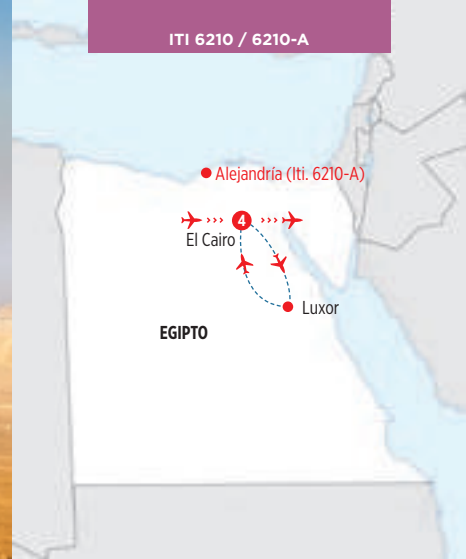 ITI 6210 / 6210-A
Alejandría (Iti. 6210-A)
4
El Cairo
Luxor
EGIPTO